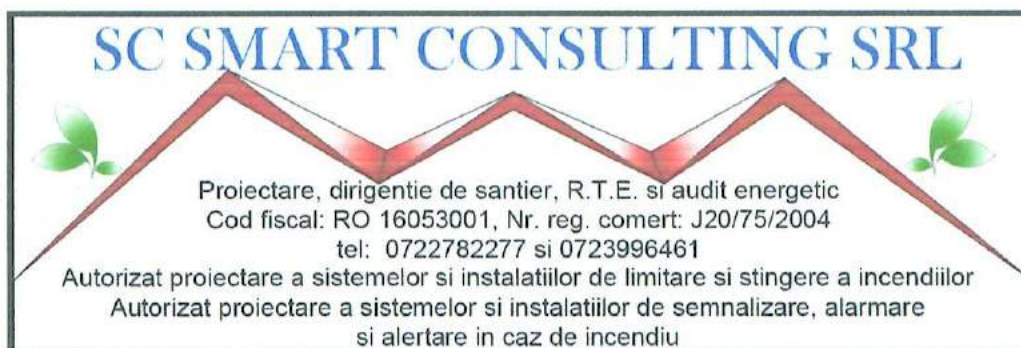 SC SMART CONSULTING SRL
Proiectare, dirigentie de santier, R.T.E. si audit energetic
Cod fiscal: RO 16053001, Nr. reg. comert: J20/75/2004
tel: 0722782277 si 0723996461
Autorizat proiectare a sistemelor si instalatiilor de limitare si stingere a incendiilor
Autorizat proiectare a sistemelor si instalatiilor de semnalizare, alarmare
si alertare in caz de incendiu